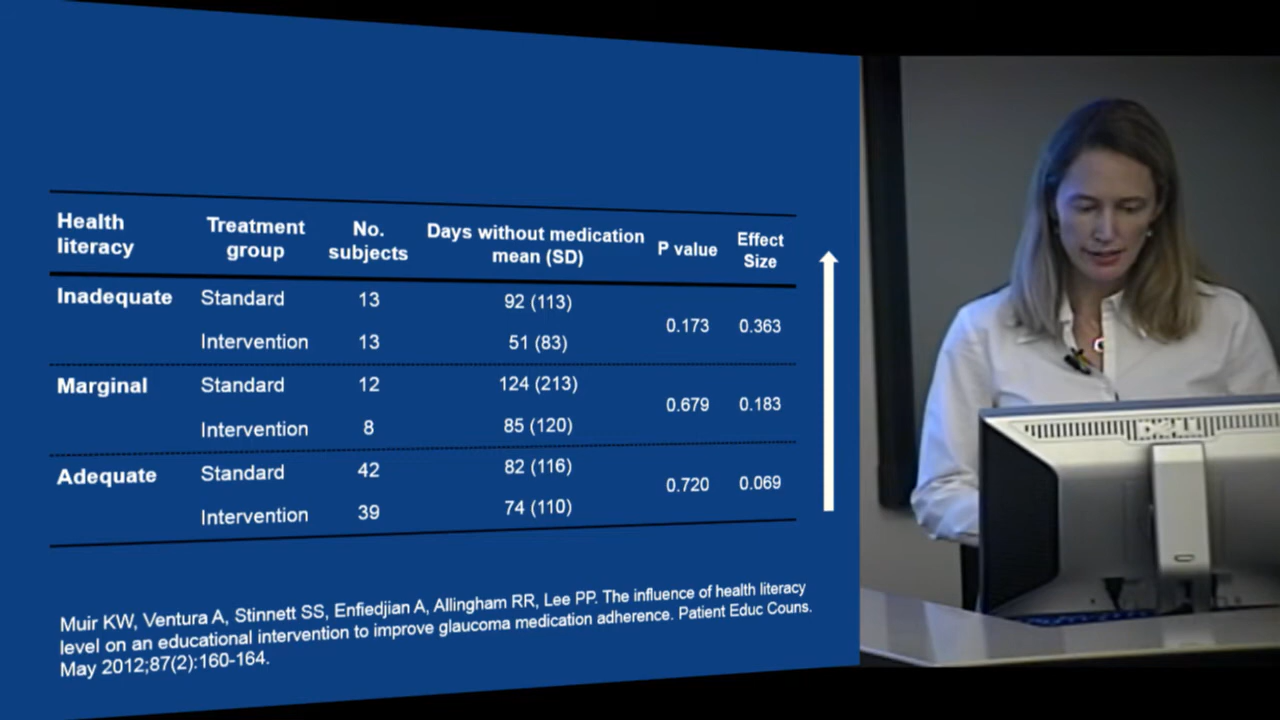 Health literacy Treatment group No. subjects Days without medication mean (SD) P value Effect Size
Inadequate Standard 13 92 (113)
0.173 0.363
Intervention 13 51 (83)
Marginal Standard 12 124 (213)
0.679 0.183
Intervention 8 85 (120)
Adequate Standard 42 82 (116)
0.720 0.069
Intervention 39 74 (110)
Muir KW, Ventura A, Stinnett SS, Enfiedjian A, Allingham RR, Lee PP. The influence of health literacy
level on an educational intervention to improve glaucoma medication adherence. Patient Educ Couns.
May 2012;87(2):160-164.